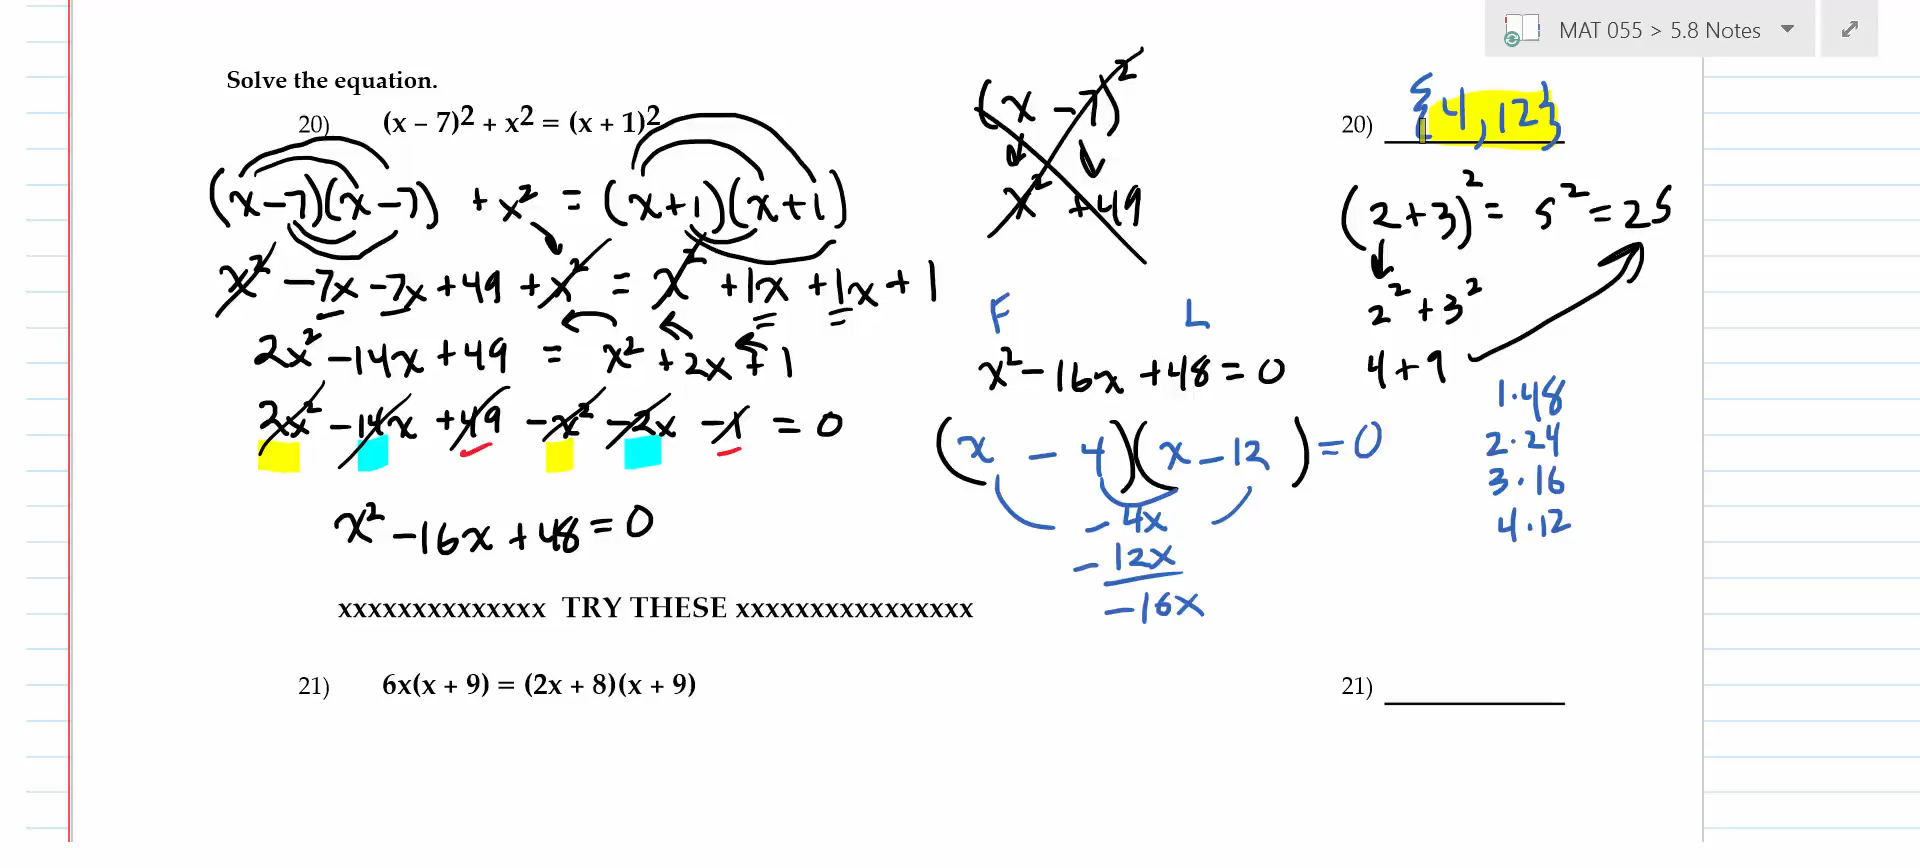 MAT 055 > 5.8 Notes
Solve the equation.
20) (x – 7)² + x² = (x + 1)²
(x-7)(x-7) + x² = (x+1)(x+1)
x² -7x -7x +49 +x² = x² +1x +1x +1
2x² -14x +49 = x² +2x +1
2x² -14x +49 -x² -2x -1 = 0
x² -16x +48 = 0
(x -7)²
x² +49
F L
x² -16x +48 = 0
(x - 4)(x - 12) = 0
- 4x
- 12x
-16x
20) {4, 12}
(2+3)² = 5² = 25
2² + 3²
4 + 9
1·48
2·24
3·16
4·12
xxxxxxxxxxxxxx TRY THESE xxxxxxxxxxxxxxxx
21) 6x(x + 9) = (2x + 8)(x + 9)
21)